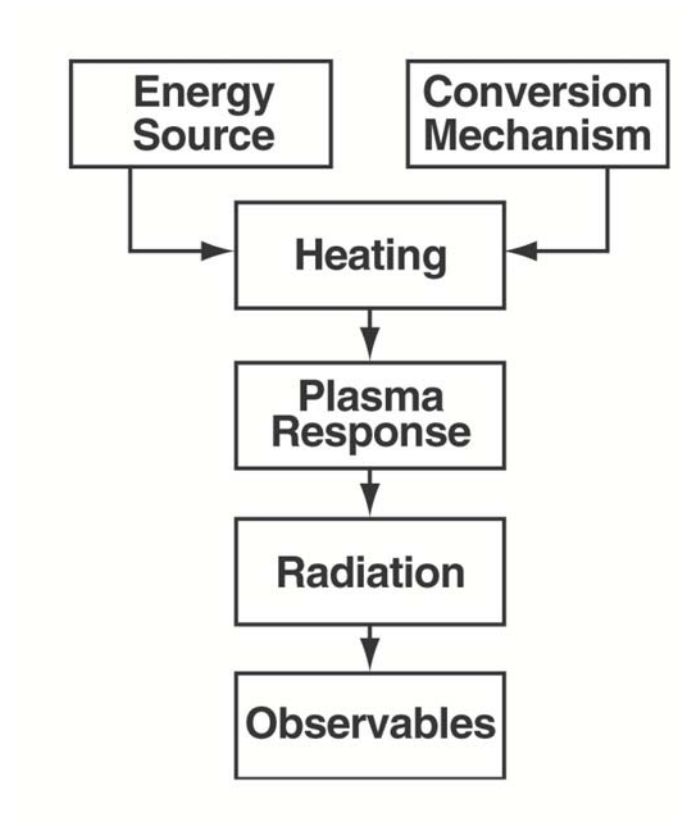 Energy
Source
Conversion
Mechanism
Heating
Plasma
Response
Radiation
Observables